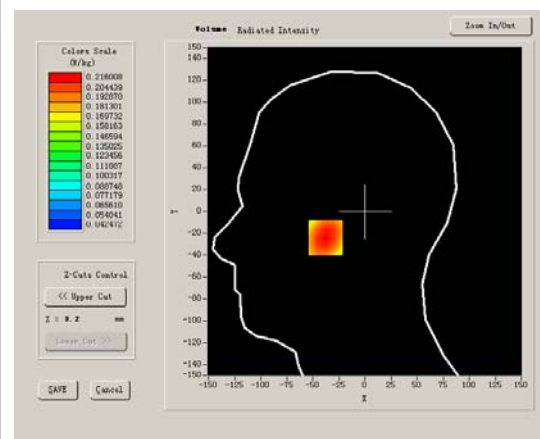 Volume Radiated Intensity
Zoom In/Out
Colors Scale
(W/kg)
0.216008
0.204439
0.192870
0.181301
0.169732
0.158163
0.146594
0.135025
0.123456
0.111887
0.100317
0.088748
0.077179
0.065610
0.054041
0.042472
Z-Cuts Control
<< Upper Cut
Z = 0.2 mm
Lower Cut >>
SAVE Cancel
150
140
120
100
80
60
40
20
0
-20
-40
-60
-80
-100
-120
-140
-150
Y
-150 -125 -100 -75 -50 -25 0 25 50 75 100 125 150
X